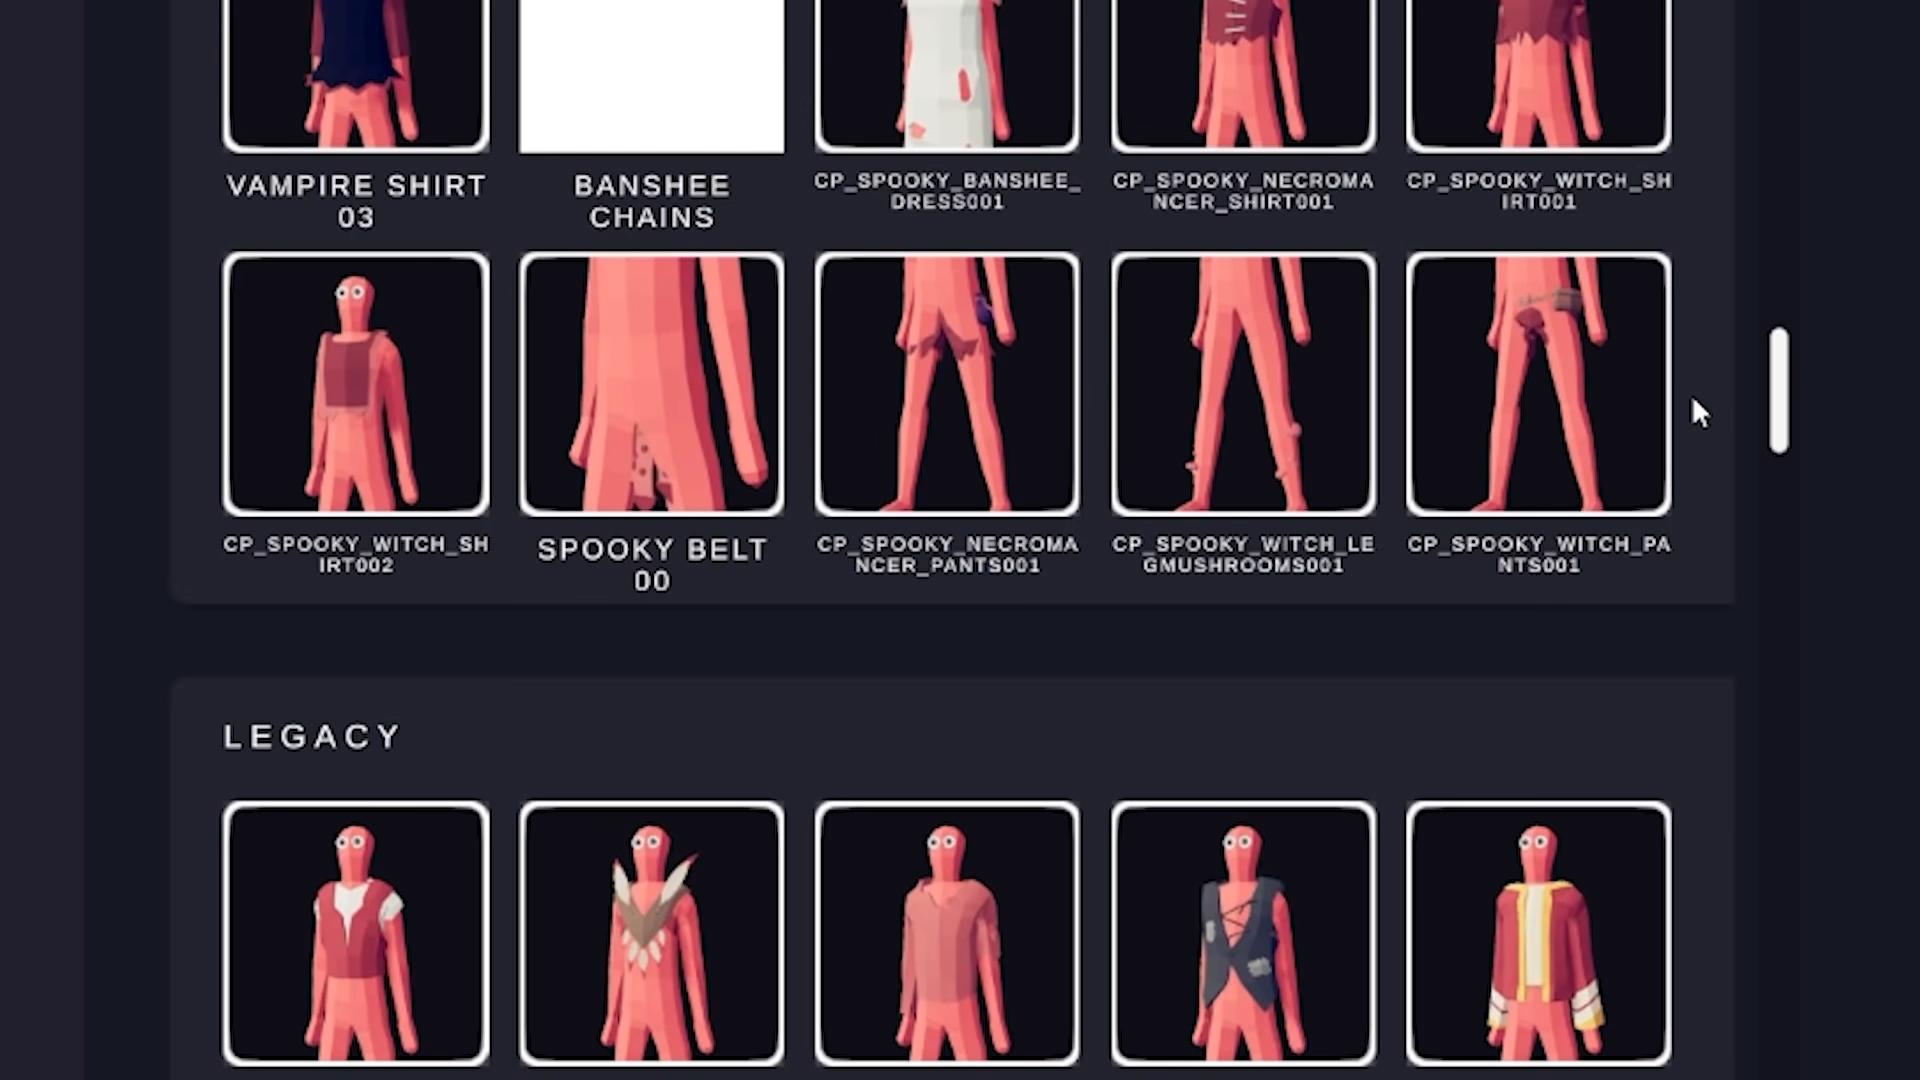 VAMPIRE SHIRT
03
BANSHEE
CHAINS
CP_SPOOKY_BANSHEE_
DRESS001
CP_SPOOKY_NECROMA
NCER_SHIRT001
CP_SPOOKY_WITCH_SH
IRT001
CP_SPOOKY_WITCH_SH
IRT002
SPOOKY BELT
00
CP_SPOOKY_NECROMA
NCER_PANTS001
CP_SPOOKY_WITCH_LE
GMUSHROOMS001
CP_SPOOKY_WITCH_PA
NTS001
LEGACY